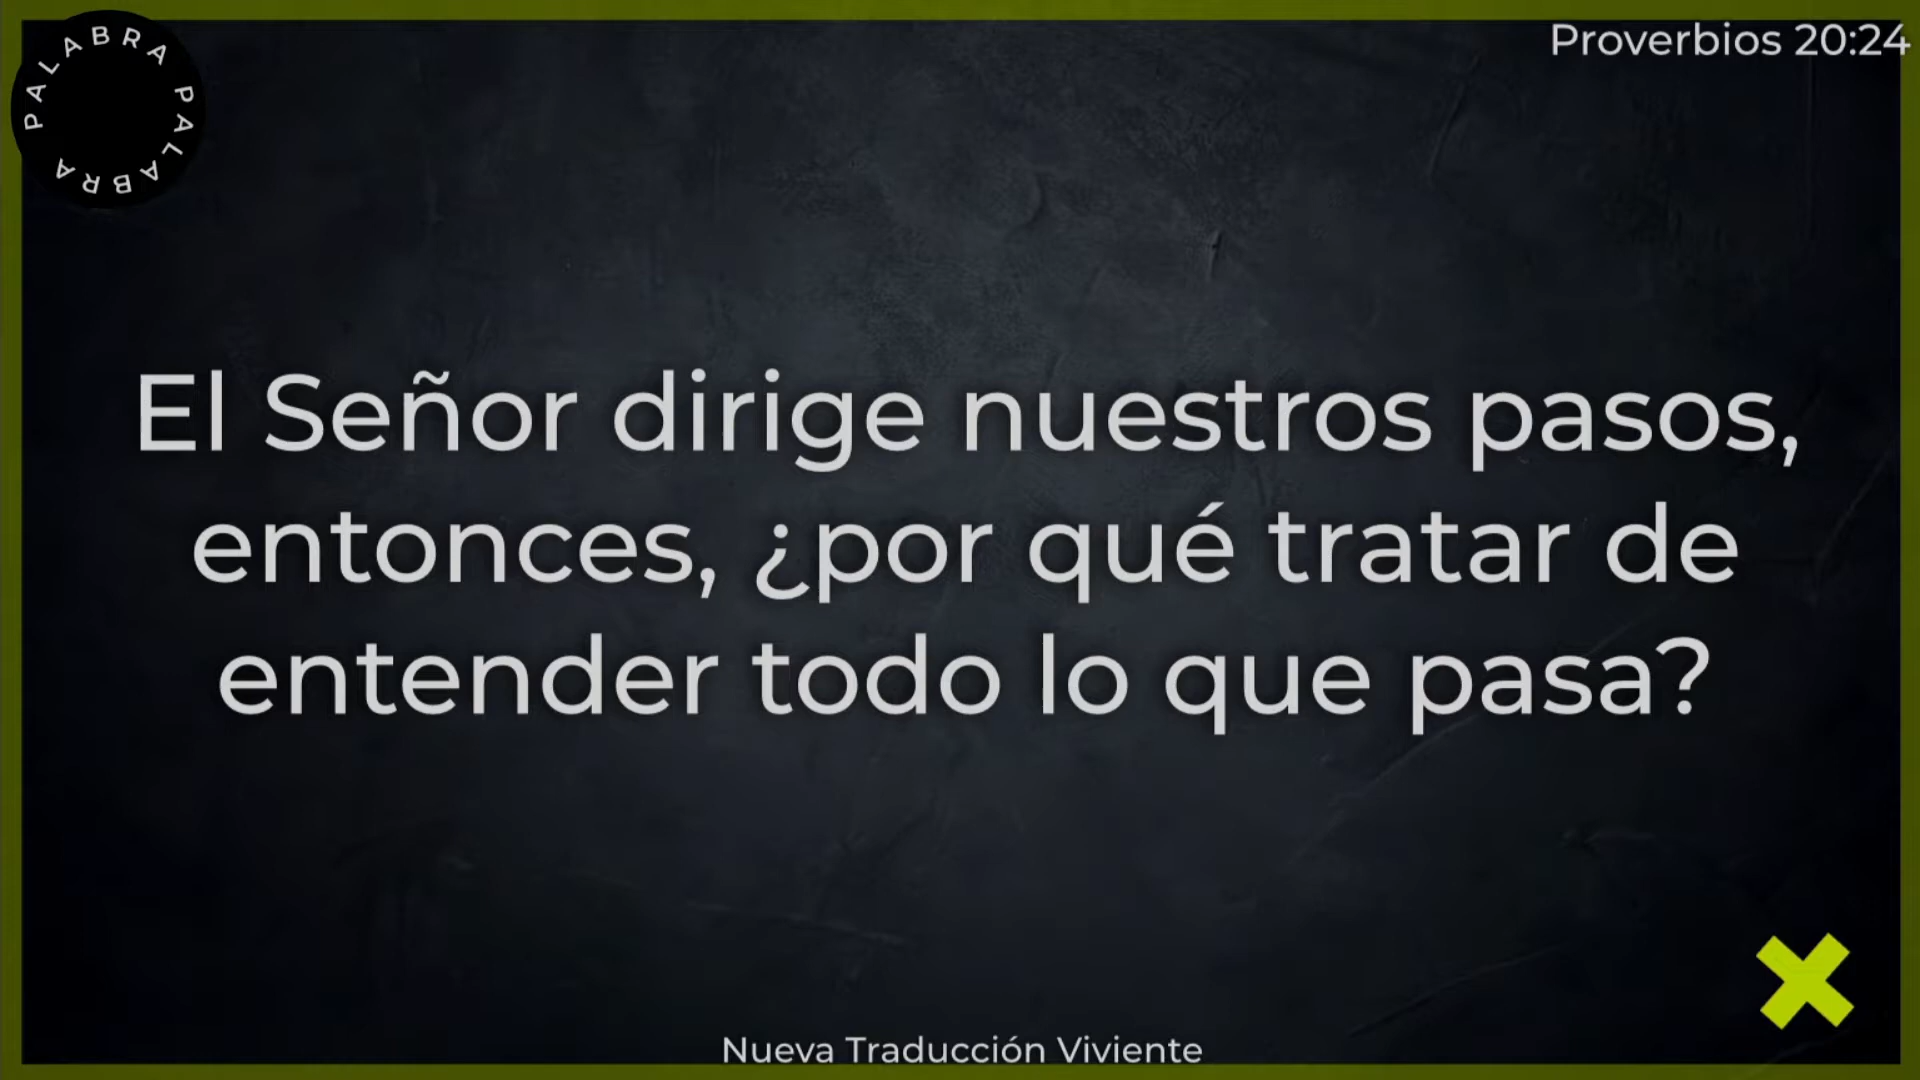 PALABRA PALABRA
Proverbios 20:24
El Señor dirige nuestros pasos,
entonces, ¿por qué tratar de
entender todo lo que pasa?
Nueva Traducción Viviente